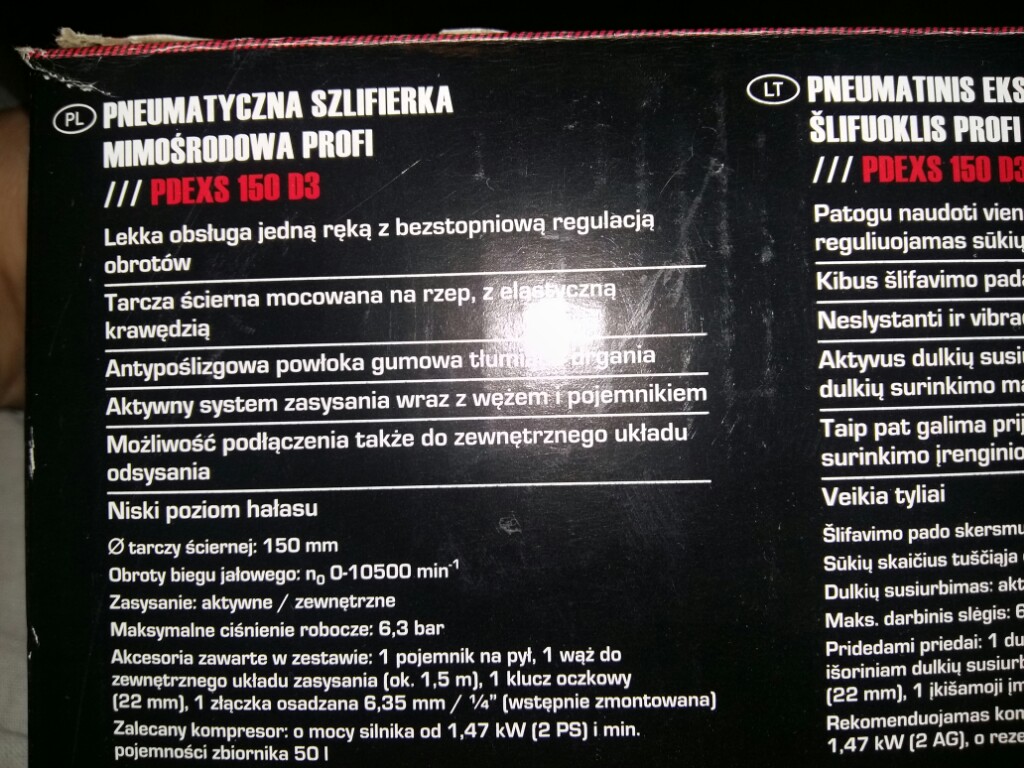 PL PNEUMATYCZNA SZLIFIERKA
MIMOŚRODOWA PROFI
/// PDEXS 150 D3
Lekka obsługa jedną ręką z bezstopniową regulacją
obrotów
Tarcza ścierna mocowana na rzep, z elastyczną
krawędzią
Antypoślizgowa powłoka gumowa drgania
Aktywny system zasysania wraz z wężem i pojemnikiem
Możliwość podłączenia także do zewnętrznego układu
odsysania
Niski poziom hałasu
Ø tarczy ściernej: 150 mm
Obroty biegu jałowego: n₀ 0-10500 min⁻¹
Zasysanie: aktywne / zewnętrzne
Maksymalne ciśnienie robocze: 6,3 bar
Akcesoria zawarte w zestawie: 1 pojemnik na pył, 1 wąż do
zewnętrznego układu zasysania (ok. 1,5 m), 1 klucz oczkowy
(22 mm), 1 złączka osadzana 6,35 mm / ¼” (wstępnie zmontowana)
Zalecany kompresor: o mocy silnika od 1,47 kW (2 PS) i min.
pojemności zbiornika 50 l
LT PNEUMATINIS EKS
ŠLIFUOKLIS PROFI
/// PDEXS 150 D3
Patogu naudoti vien
reguliuojamas sūkių
Kibus šlifavimo pada
Neslystanti ir vibrac
Aktyvus dulkių susi
dulkių surinkimo ma
Taip pat galima prij
surinkimo įrenginio
Veikia tyliai
Šlifavimo pado skersmu
Sūkių skaičius tuščiąja
Dulkių susiurbimas: akt
Maks. darbinis slėgis: 6
Pridedami priedai: 1 du
išoriniam dulkių susiurb
(22 mm), 1 įkišamoji įm
Rekomenduojamas kom
1,47 kW (2 AG), o reze